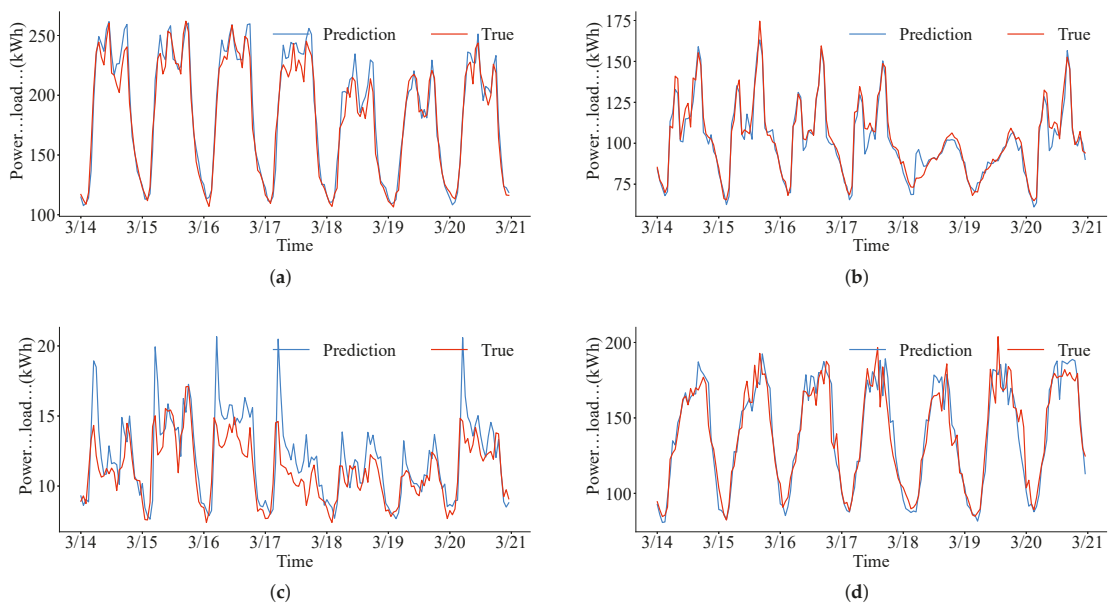 250
200
150
100
Power…load…(kWh)
Prediction
True
3/14 3/15 3/16 3/17 3/18 3/19 3/20 3/21
Time
(a)
175
150
125
100
75
Power…load…(kWh)
Prediction
True
3/14 3/15 3/16 3/17 3/18 3/19 3/20 3/21
Time
(b)
20
15
10
Power…load…(kWh)
Prediction
True
3/14 3/15 3/16 3/17 3/18 3/19 3/20 3/21
Time
(c)
200
150
100
Power…load…(kWh)
Prediction
True
3/14 3/15 3/16 3/17 3/18 3/19 3/20 3/21
Time
(d)